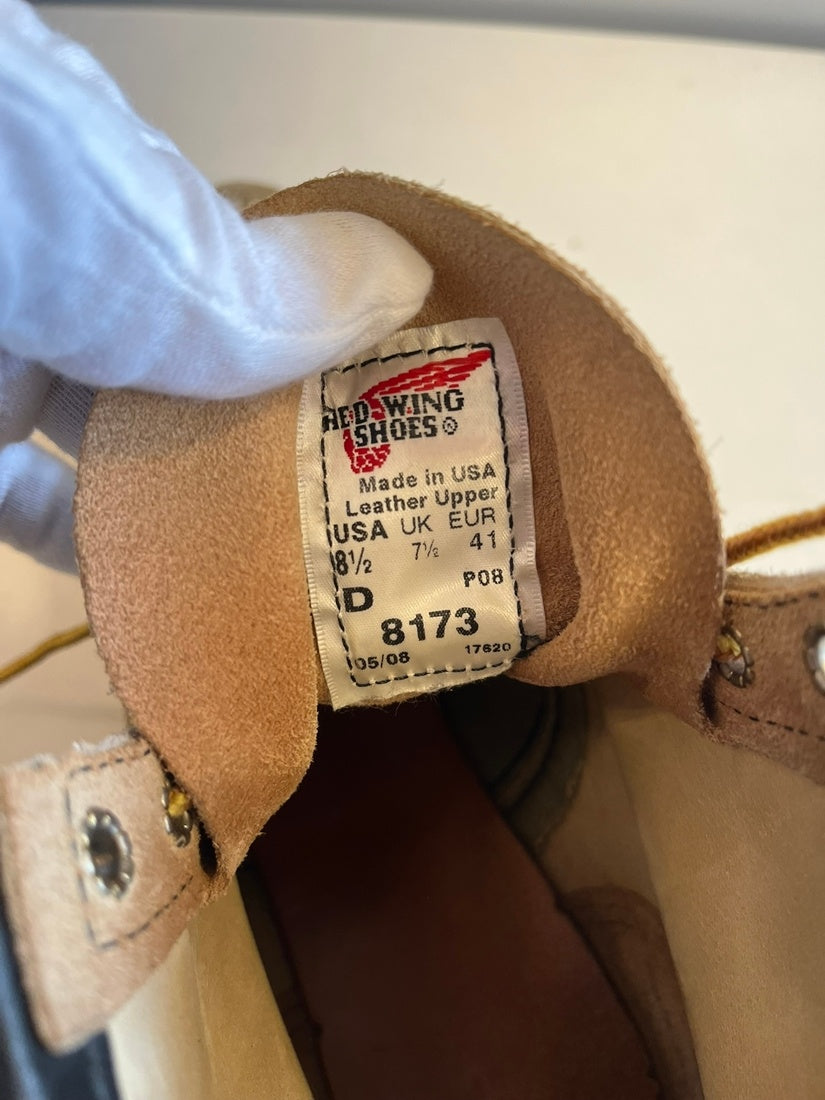 RED WING
SHOES®
Made in USA
Leather Upper
USA UK EUR
8½ 7½ 41
P08
D
8173
05/08 17620